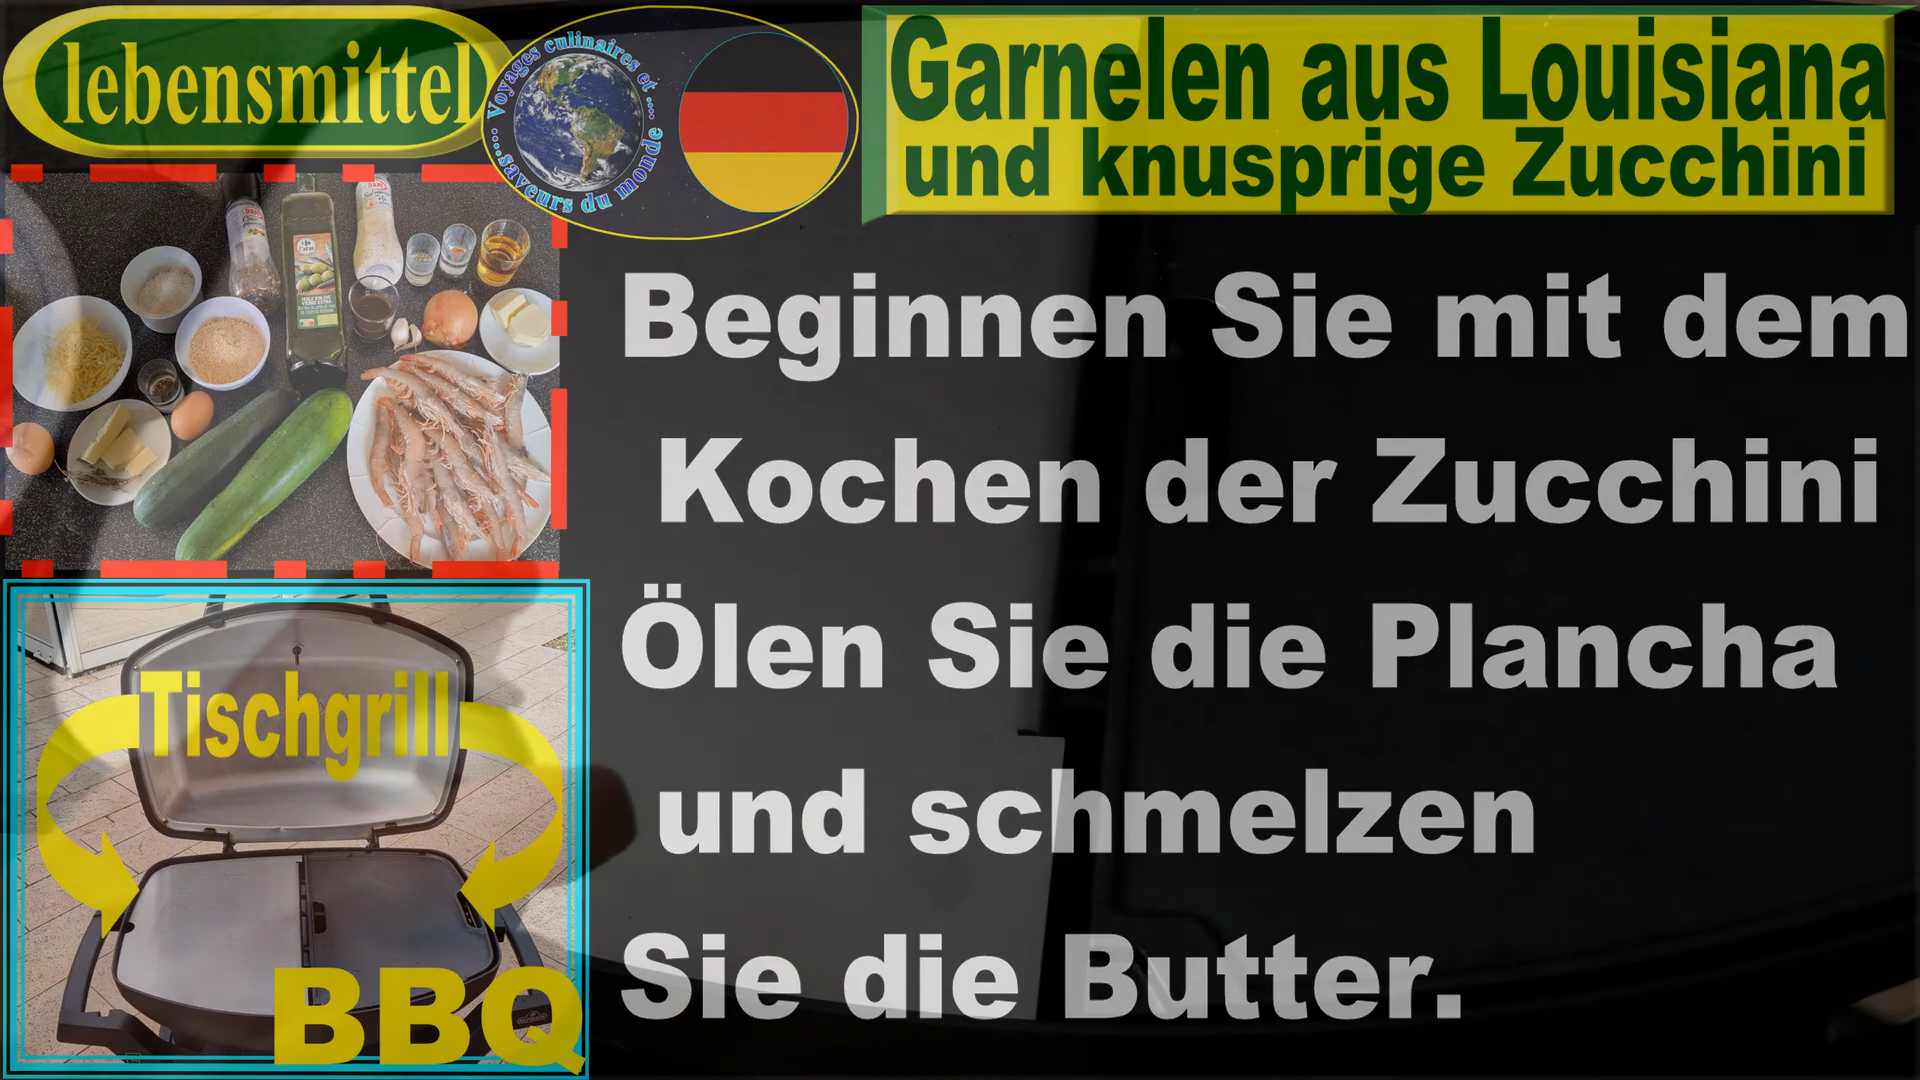 lebensmittel
Voyages culinaires et ....
....saveurs du monde
Garnelen aus Louisiana
und knusprige Zucchini
Beginnen Sie mit dem
Kochen der Zucchini
Ölen Sie die Plancha
und schmelzen
Sie die Butter.
Tischgrill
BBQ